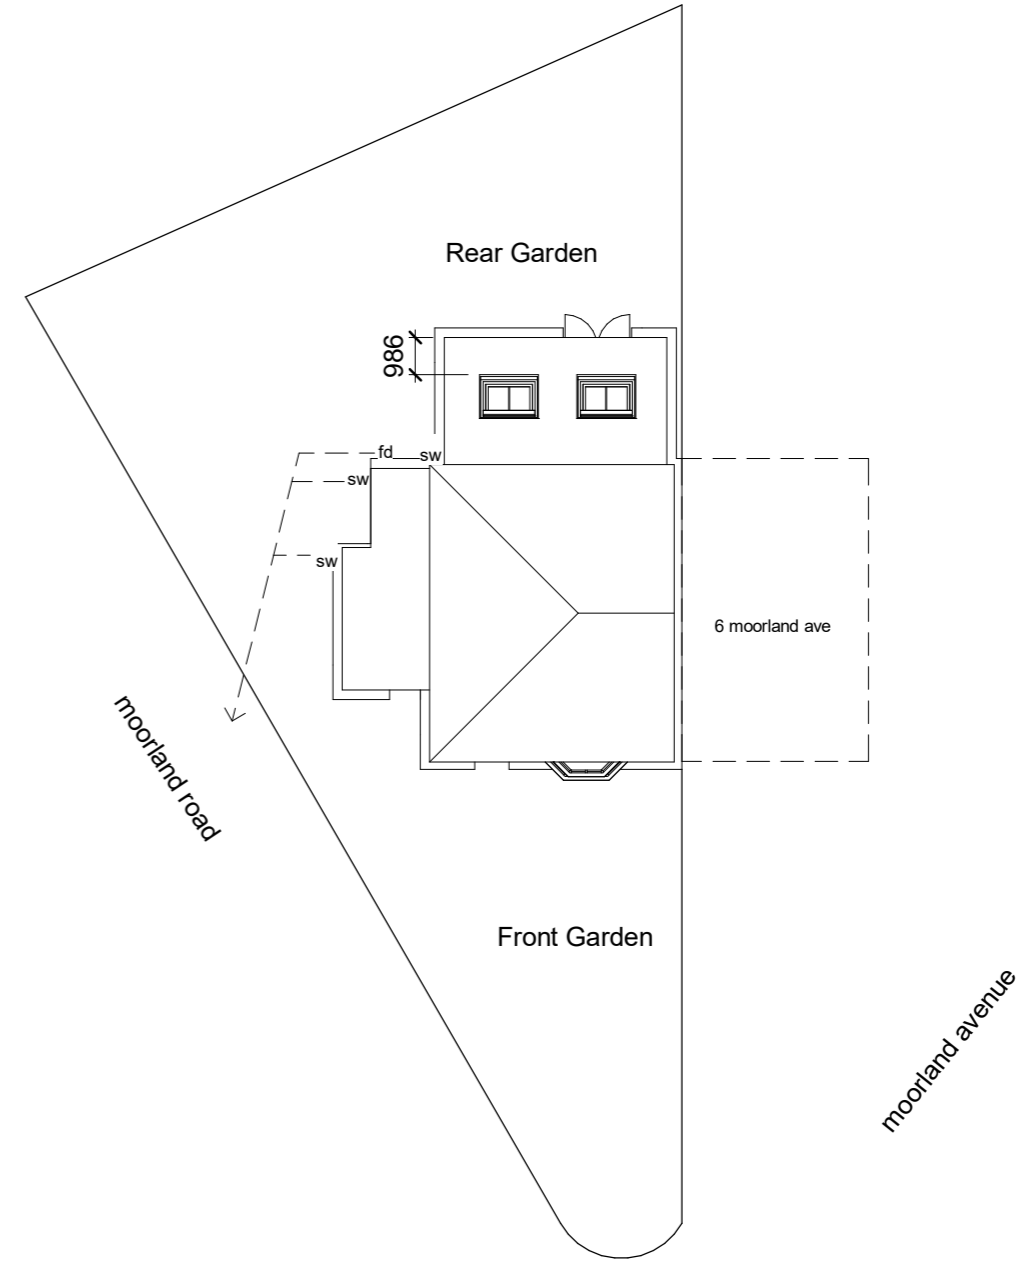 Rear Garden
986
fd
sw
sw
sw
6 moorland ave
moorland road
Front Garden
moorland avenue